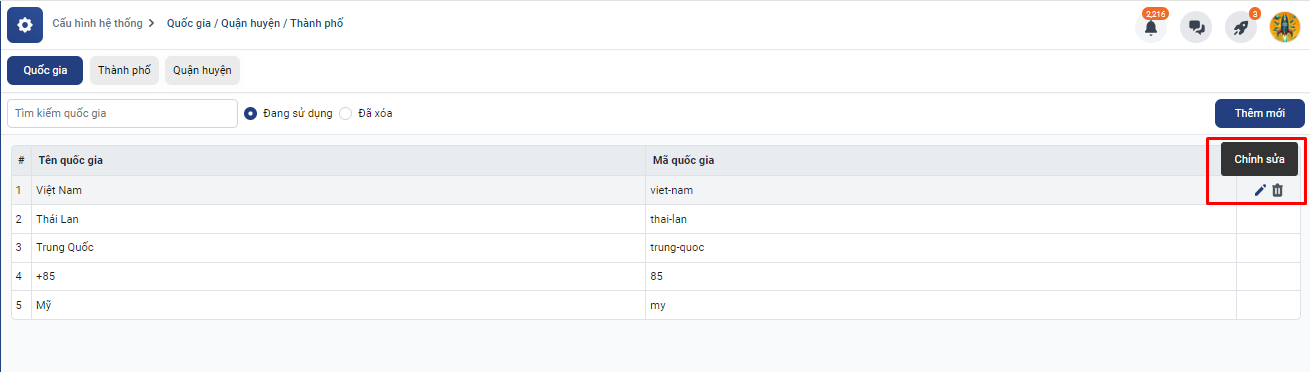 2,216
3
Cấu hình hệ thống > Quốc gia / Quận huyện / Thành phố
Quốc gia Thành phố Quận huyện
Tìm kiếm quốc gia Đang sử dụng Đã xóa Thêm mới
# Tên quốc gia Mã quốc gia Chỉnh sửa
1 Việt Nam viet-nam
2 Thái Lan thai-lan
3 Trung Quốc trung-quoc
4 +85 85
5 Mỹ my